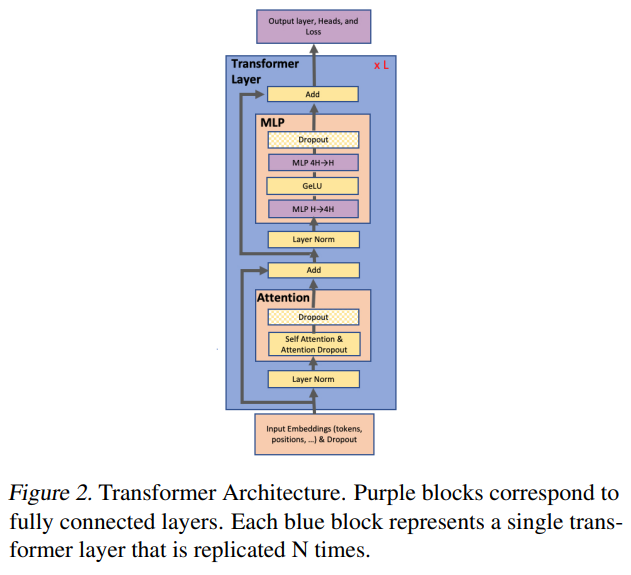 Output layer, Heads, and
Loss
Transformer
Layer
x L
Add
MLP
Dropout
MLP 4H→H
GeLU
MLP H→4H
Layer Norm
Add
Attention
Dropout
Self Attention &
Attention Dropout
Layer Norm
Input Embeddings (tokens,
positions, ...) & Dropout
Figure 2. Transformer Architecture. Purple blocks correspond to
fully connected layers. Each blue block represents a single trans-
former layer that is replicated N times.